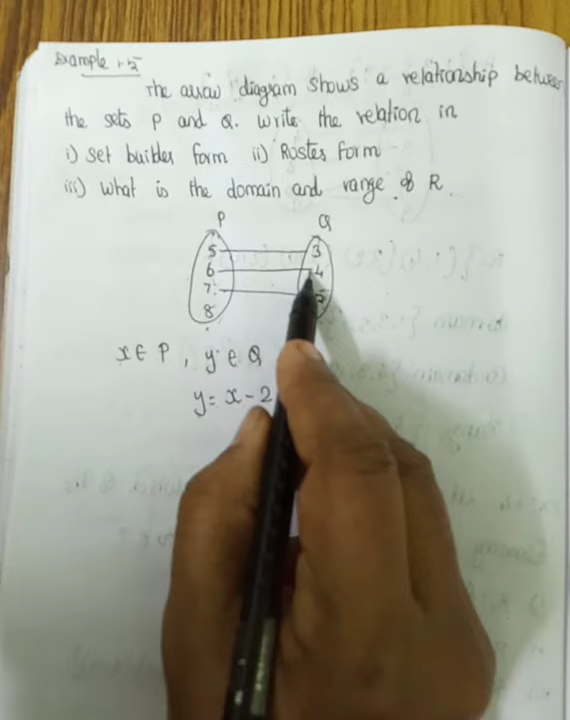 Example 1.5
The arrow diagram shows a relationship between
the sets P and Q. Write the relation in
i) Set builder form ii) Roster form
iii) What is the domain and range of R.
P Q
5 3
6 4
7 5
8
x ∈ P, y ∈ Q
y = x - 2